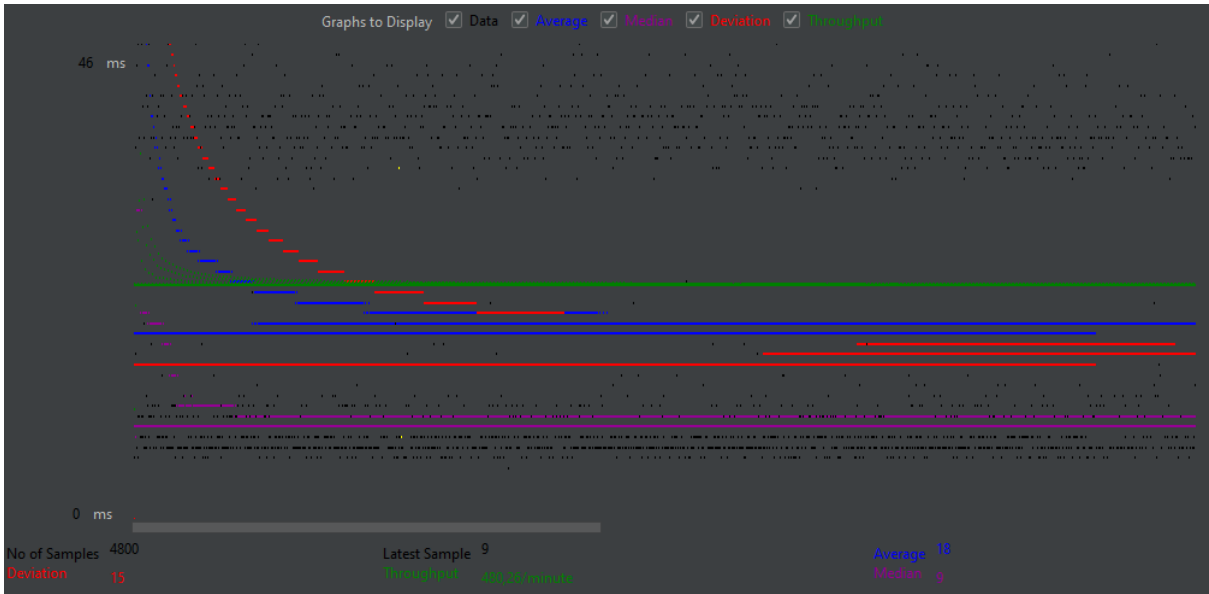 Graphs to Display Data Average Median Deviation Throughput
46 ms
0 ms
No of Samples 4800 Latest Sample 9 Average 18
Deviation 15 Throughput 480,26/minute Median 9